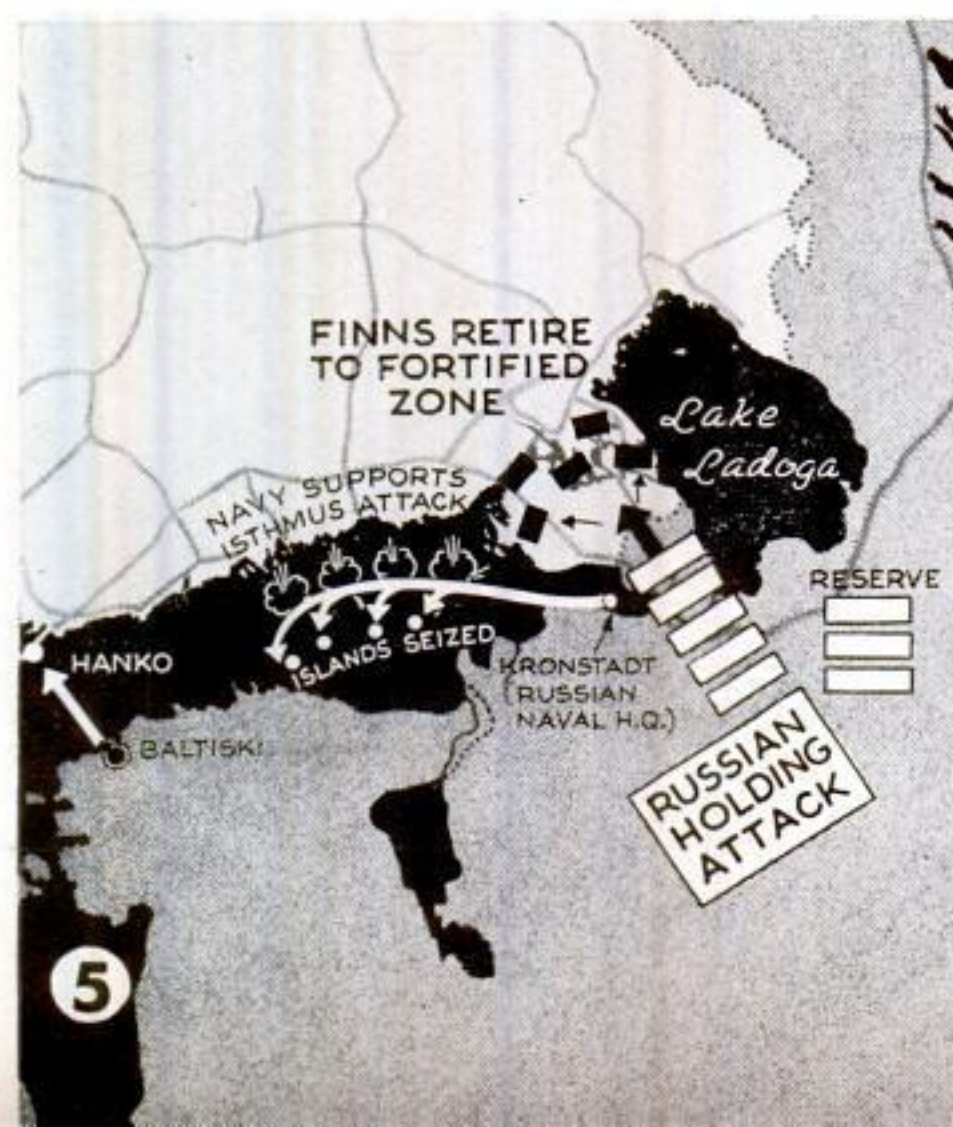 FINNS RETIRE
TO FORTIFIED
ZONE
Lake
Ladoga
NAVY SUPPORTS
ISTHMUS ATTACK
RESERVE
HANKO
ISLANDS SEIZED
KRONSTADT
(RUSSIAN
NAVAL H.Q.)
BALTISKI
RUSSIAN
HOLDING
ATTACK
5